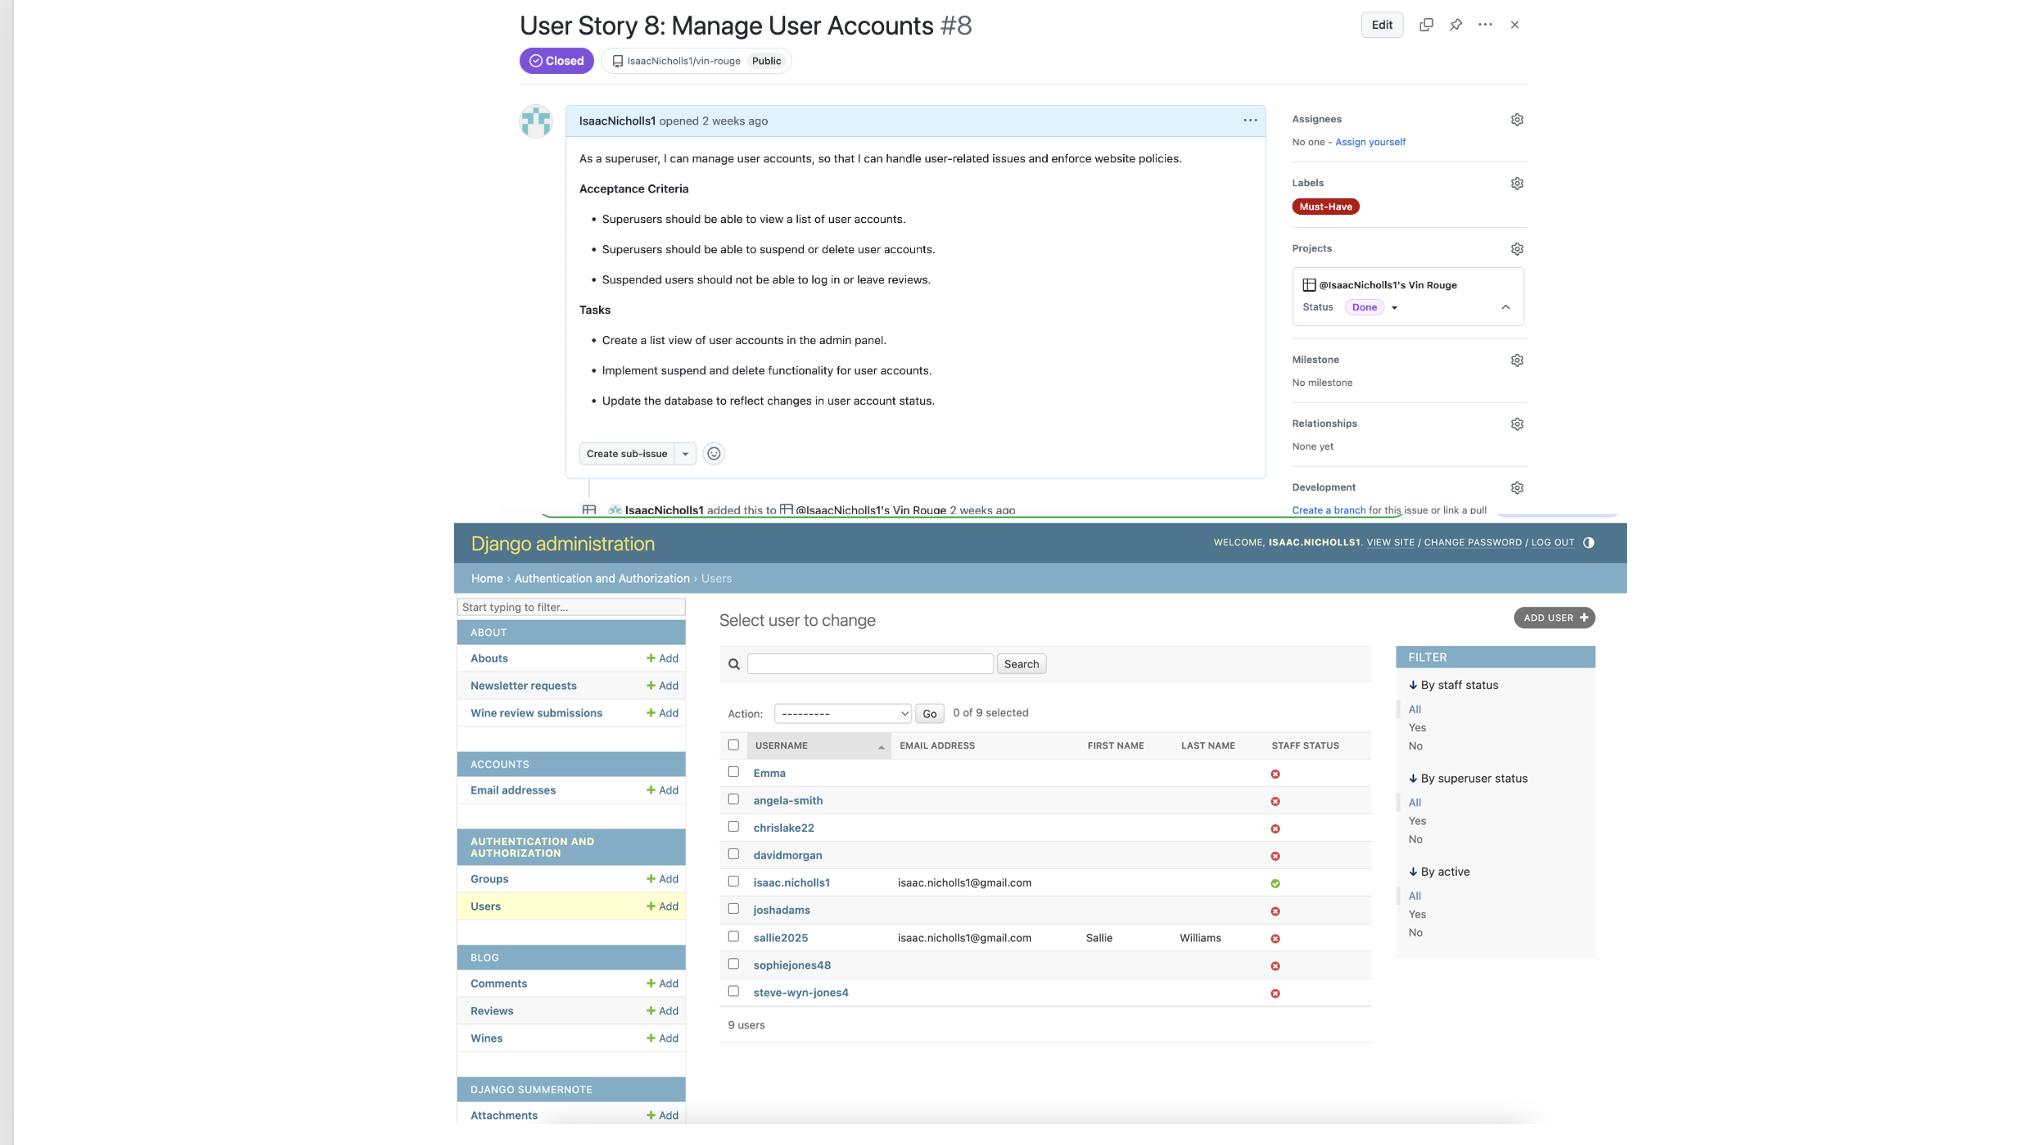 User Story 8: Manage User Accounts #8
Edit
Closed
IsaacNicholls1/vin-rouge Public
IsaacNicholls1 opened 2 weeks ago
As a superuser, I can manage user accounts, so that I can handle user-related issues and enforce website policies.
Acceptance Criteria
• Superusers should be able to view a list of user accounts.
• Superusers should be able to suspend or delete user accounts.
• Suspended users should not be able to log in or leave reviews.
Tasks
• Create a list view of user accounts in the admin panel.
• Implement suspend and delete functionality for user accounts.
• Update the database to reflect changes in user account status.
Create sub-issue
IsaacNicholls1 added this to @IsaacNicholls1's Vin Rouge 2 weeks ago
Assignees
No one - Assign yourself
Labels
Must-Have
Projects
@IsaacNicholls1's Vin Rouge
Status Done
Milestone
No milestone
Relationships
None yet
Development
Create a branch for this issue or link a pull
Django administration
WELCOME, ISAAC.NICHOLLS1. VIEW SITE / CHANGE PASSWORD / LOG OUT
Home › Authentication and Authorization › Users
Start typing to filter...
ABOUT
Abouts + Add
Newsletter requests + Add
Wine review submissions + Add
ACCOUNTS
Email addresses + Add
AUTHENTICATION AND
AUTHORIZATION
Groups + Add
Users + Add
BLOG
Comments + Add
Reviews + Add
Wines + Add
DJANGO SUMMERNOTE
Attachments + Add
Select user to change
ADD USER +
Search
Action: --------- Go 0 of 9 selected
USERNAME EMAIL ADDRESS FIRST NAME LAST NAME STAFF STATUS
Emma
angela-smith
chrislake22
davidmorgan
isaac.nicholls1 isaac.nicholls1@gmail.com
joshadams
sallie2025 isaac.nicholls1@gmail.com Sallie Williams
sophiejones48
steve-wyn-jones4
9 users
FILTER
↓ By staff status
All
Yes
No
↓ By superuser status
All
Yes
No
↓ By active
All
Yes
No